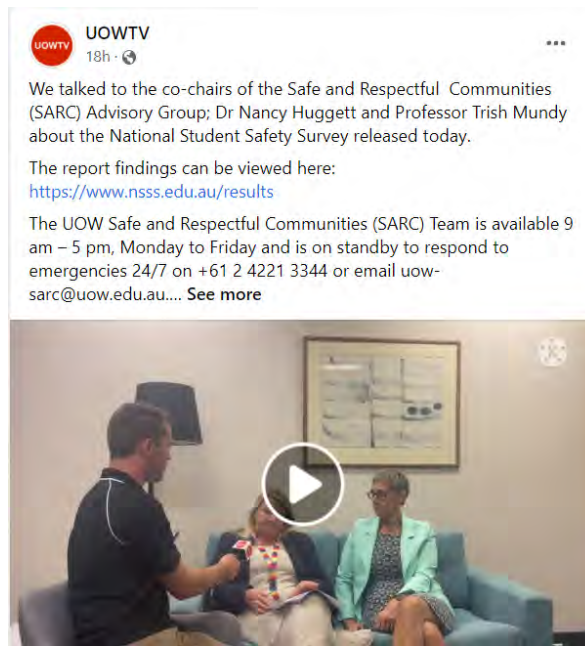 UOWTV
UOWTV
18h ·
We talked to the co-chairs of the Safe and Respectful Communities
(SARC) Advisory Group; Dr Nancy Huggett and Professor Trish Mundy
about the National Student Safety Survey released today.
The report findings can be viewed here:
https://www.nsss.edu.au/results
The UOW Safe and Respectful Communities (SARC) Team is available 9
am – 5 pm, Monday to Friday and is on standby to respond to
emergencies 24/7 on +61 2 4221 3344 or email uow-
sarc@uow.edu.au.... See more